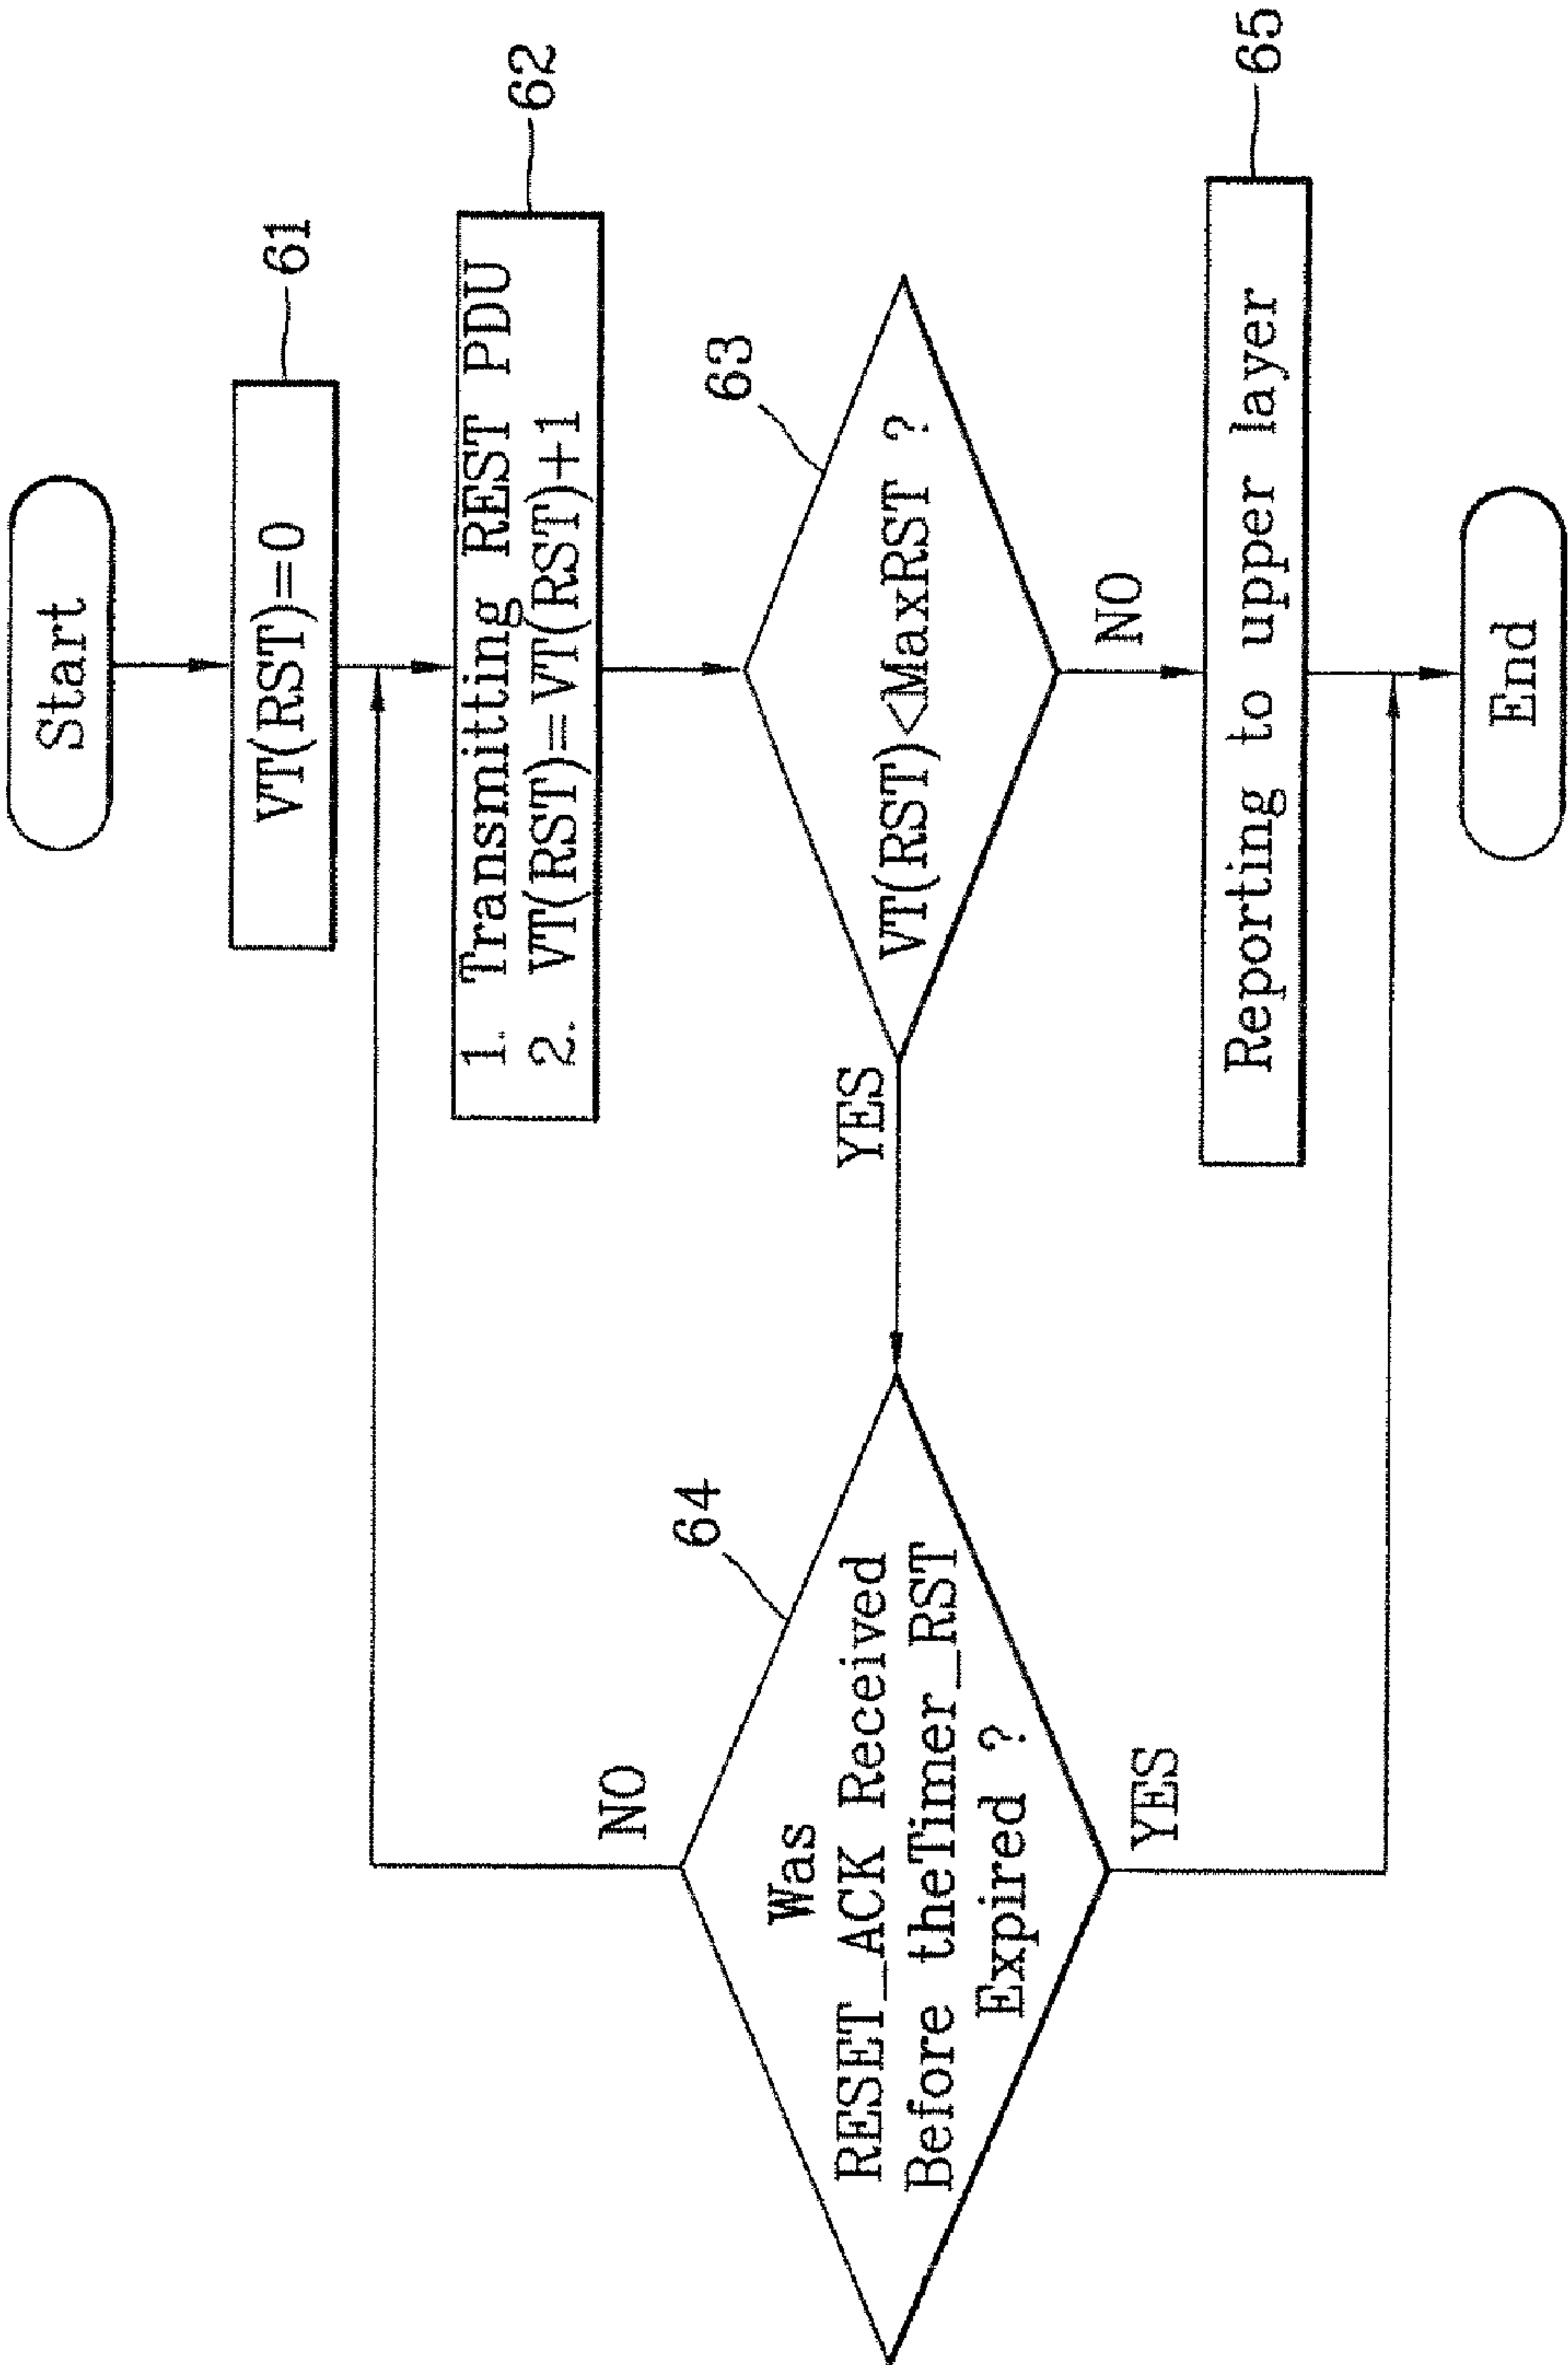 Start
VT(RST)=0
61
1. Transmitting REST PDU
2. VT(RST)=VT(RST)+1
62
VT(RST)<MaxRST ?
63
YES
NO
Was
RESET_ACK Received
Before theTimer_RST
Expired ?
64
NO
YES
Reporting to upper layer
65
End